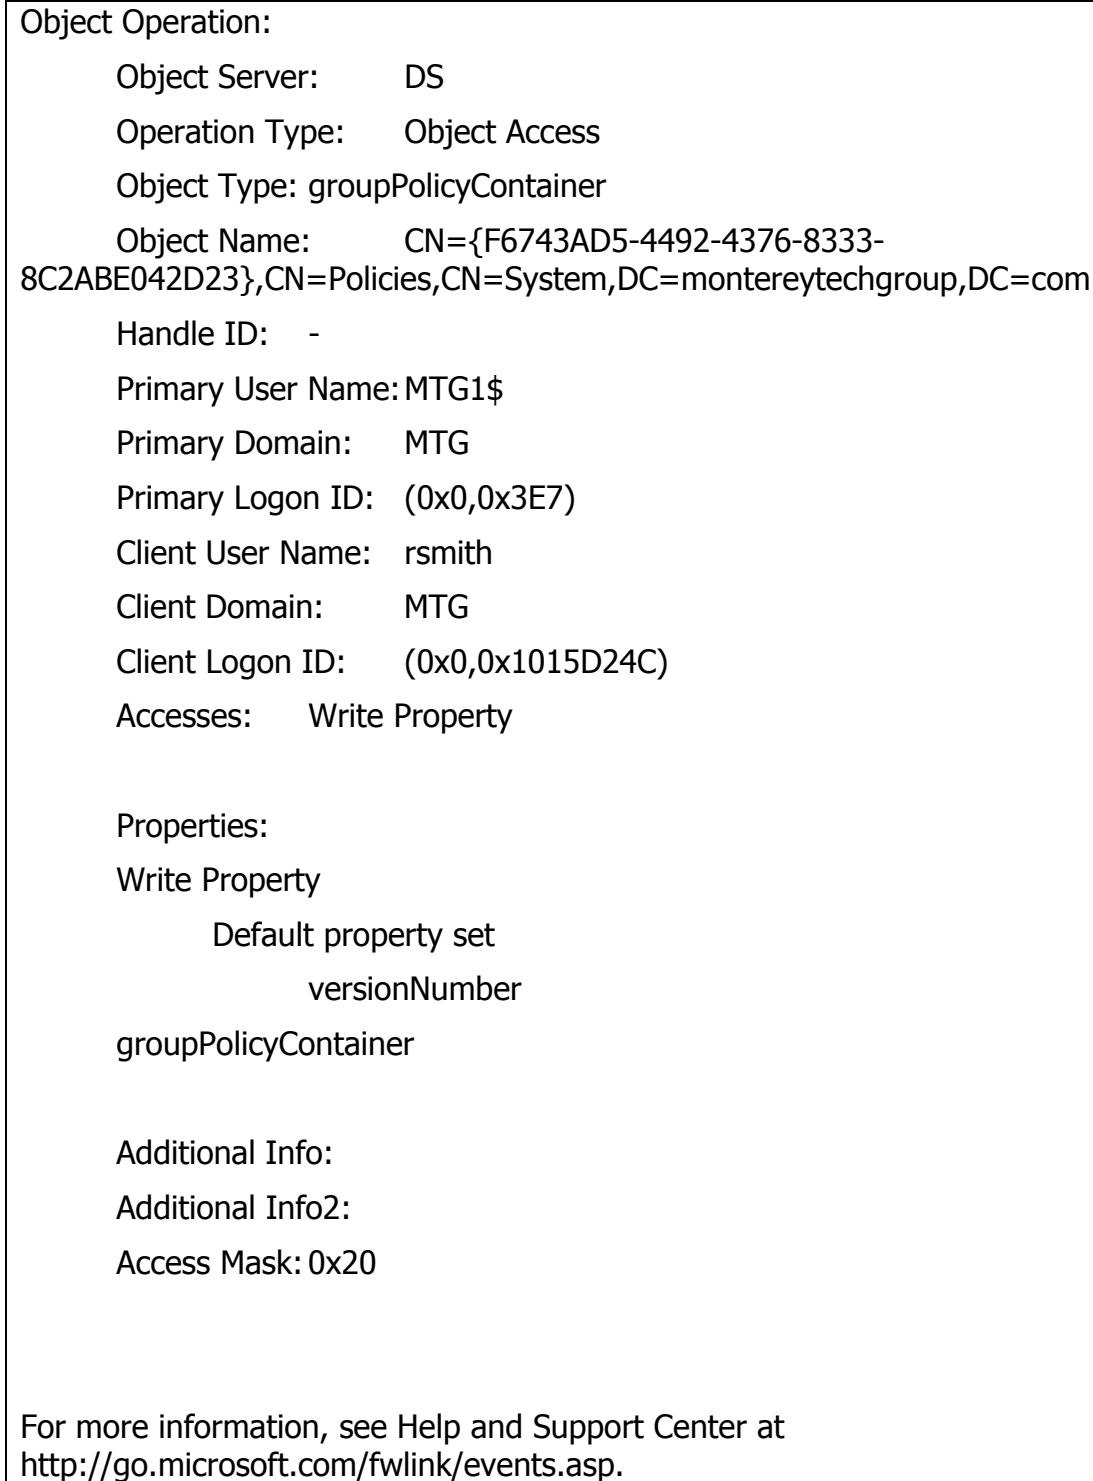 Object Operation:
Object Server: DS
Operation Type: Object Access
Object Type: groupPolicyContainer
Object Name: CN={F6743AD5-4492-4376-8333-
8C2ABE042D23},CN=Policies,CN=System,DC=montereytechgroup,DC=com
Handle ID: -
Primary User Name: MTG1$
Primary Domain: MTG
Primary Logon ID: (0x0,0x3E7)
Client User Name: rsmith
Client Domain: MTG
Client Logon ID: (0x0,0x1015D24C)
Accesses: Write Property
Properties:
Write Property
Default property set
versionNumber
groupPolicyContainer
Additional Info:
Additional Info2:
Access Mask: 0x20
For more information, see Help and Support Center at
http://go.microsoft.com/fwlink/events.asp.